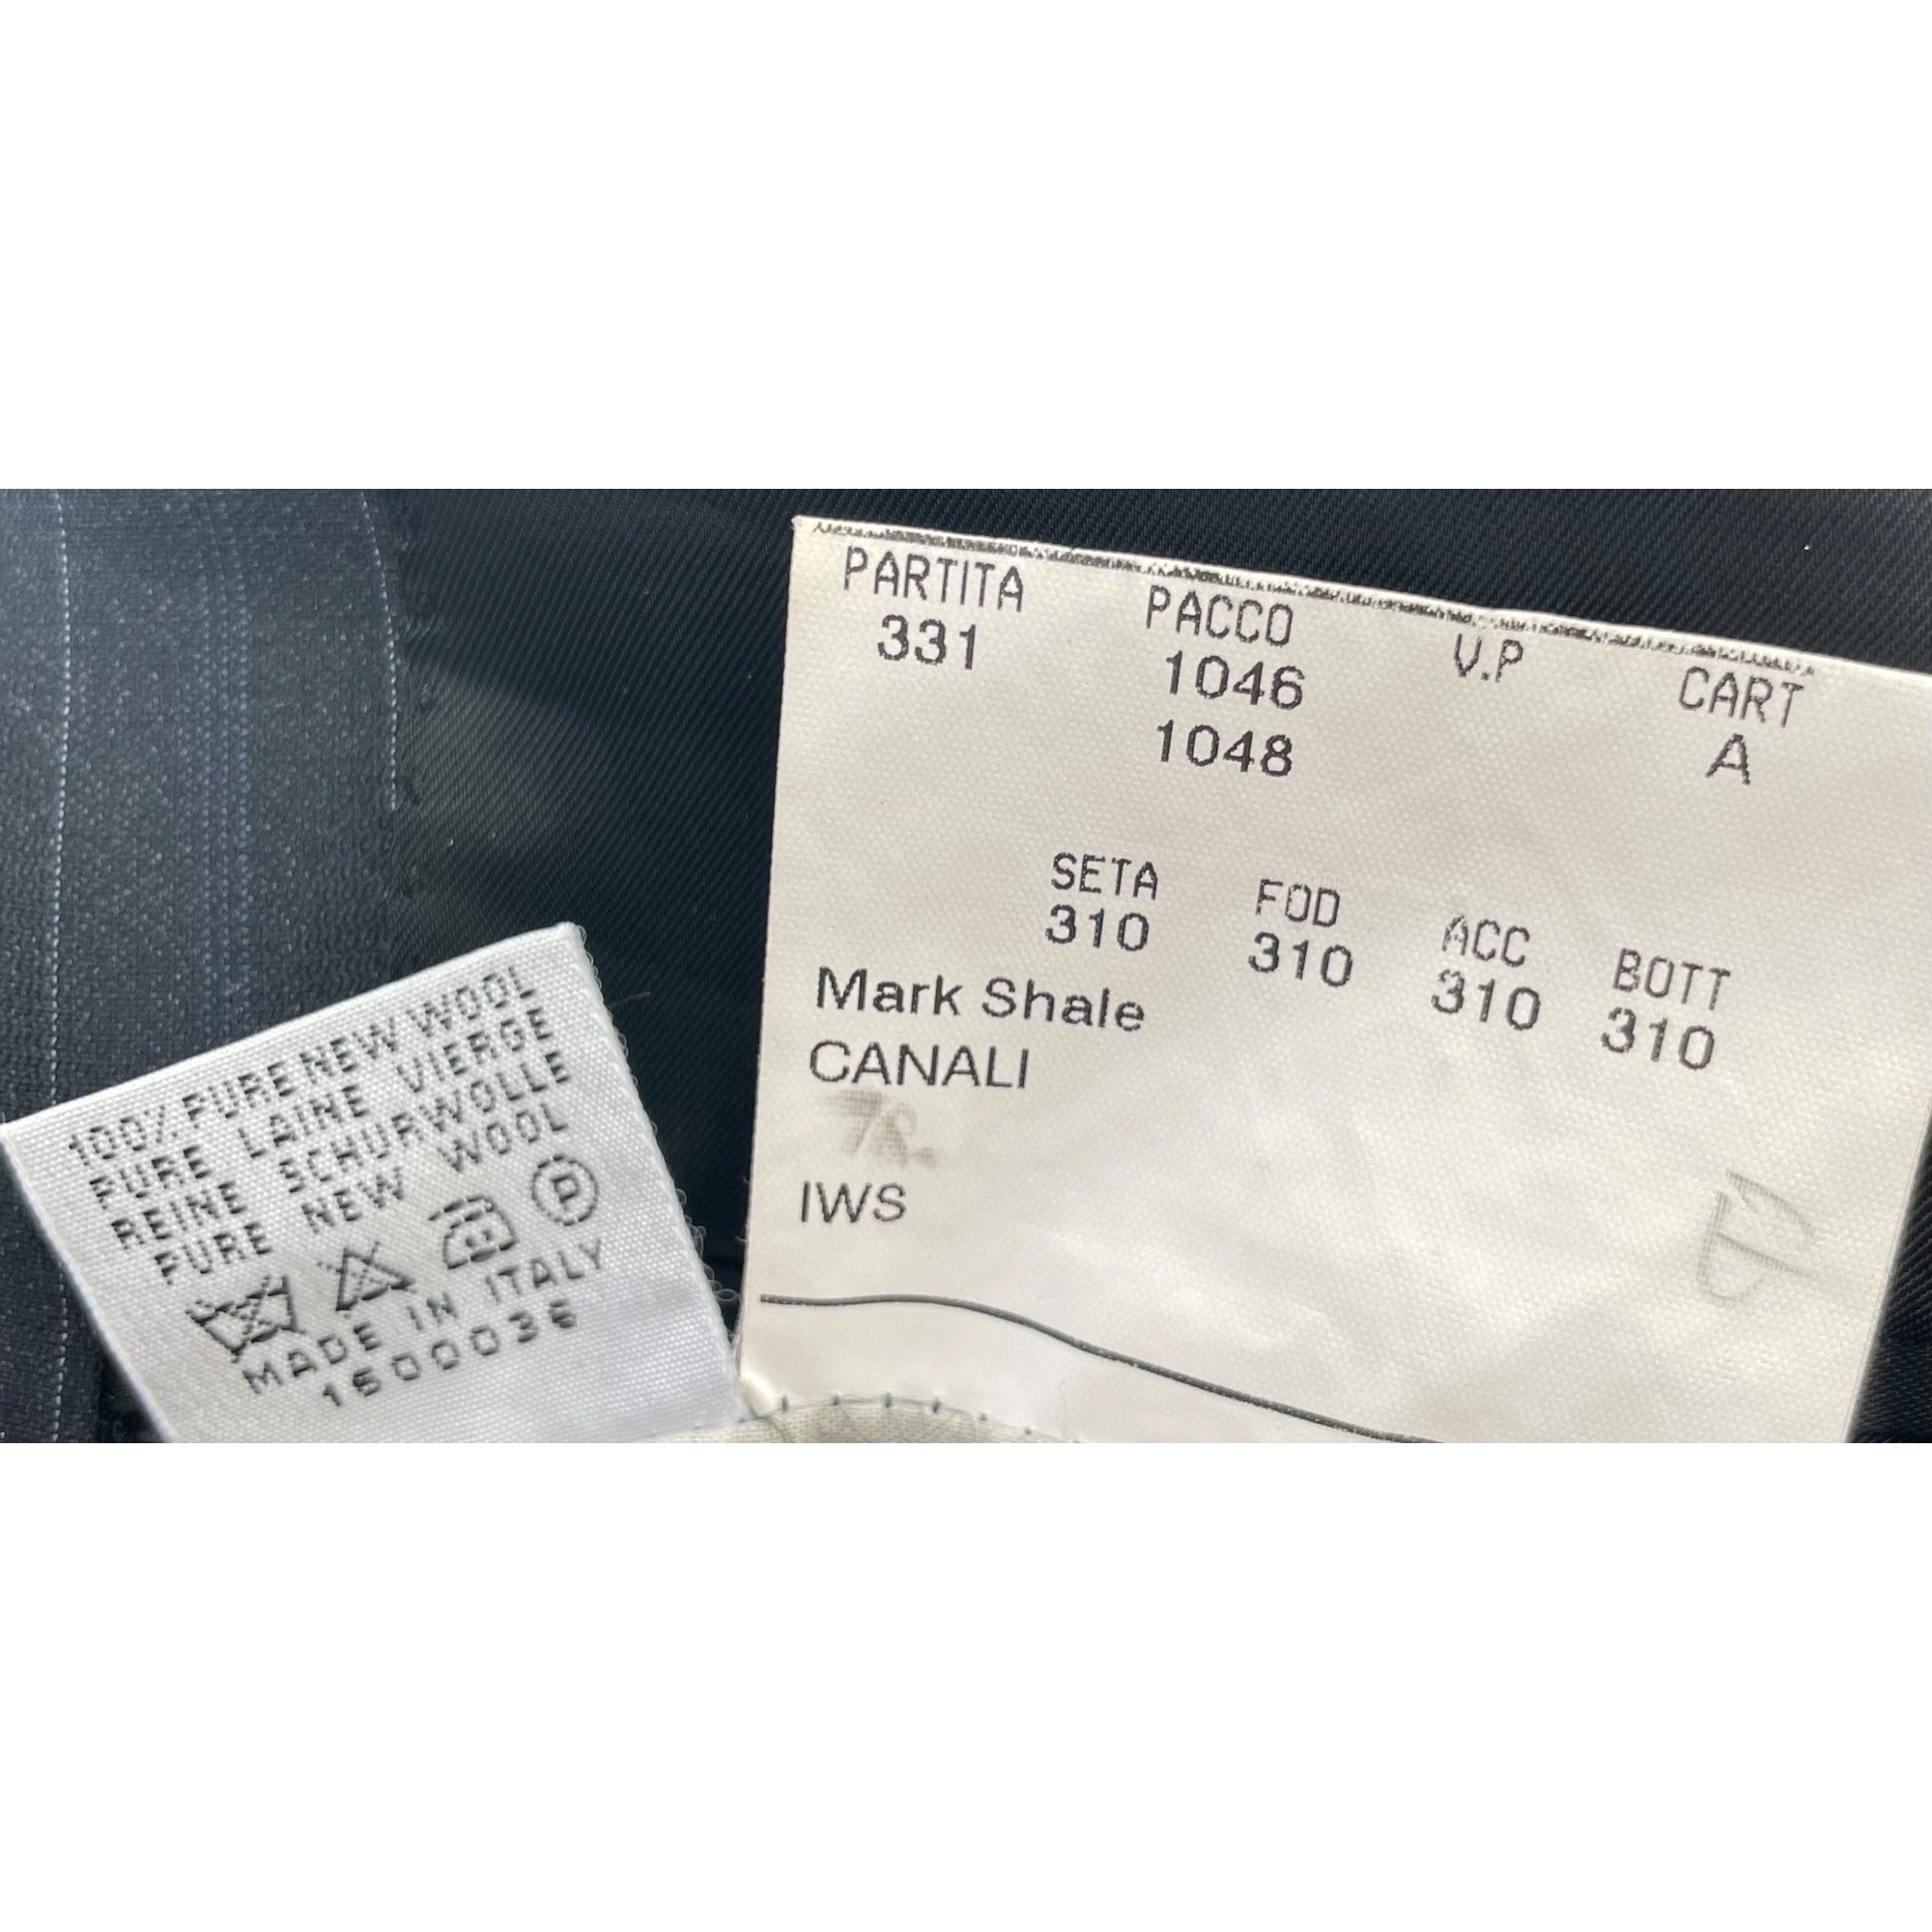 100% PURE NEW WOOL
PURE LAINE VIERGE
REINE SCHURWOLLE
PURE NEW WOOL
P
MADE IN ITALY
1500036
PARTITA PACCO V.P CART
331 1046 A
1048
SETA FOD ACC BOTT
310 310 310 310
Mark Shale
CANALI
IWS